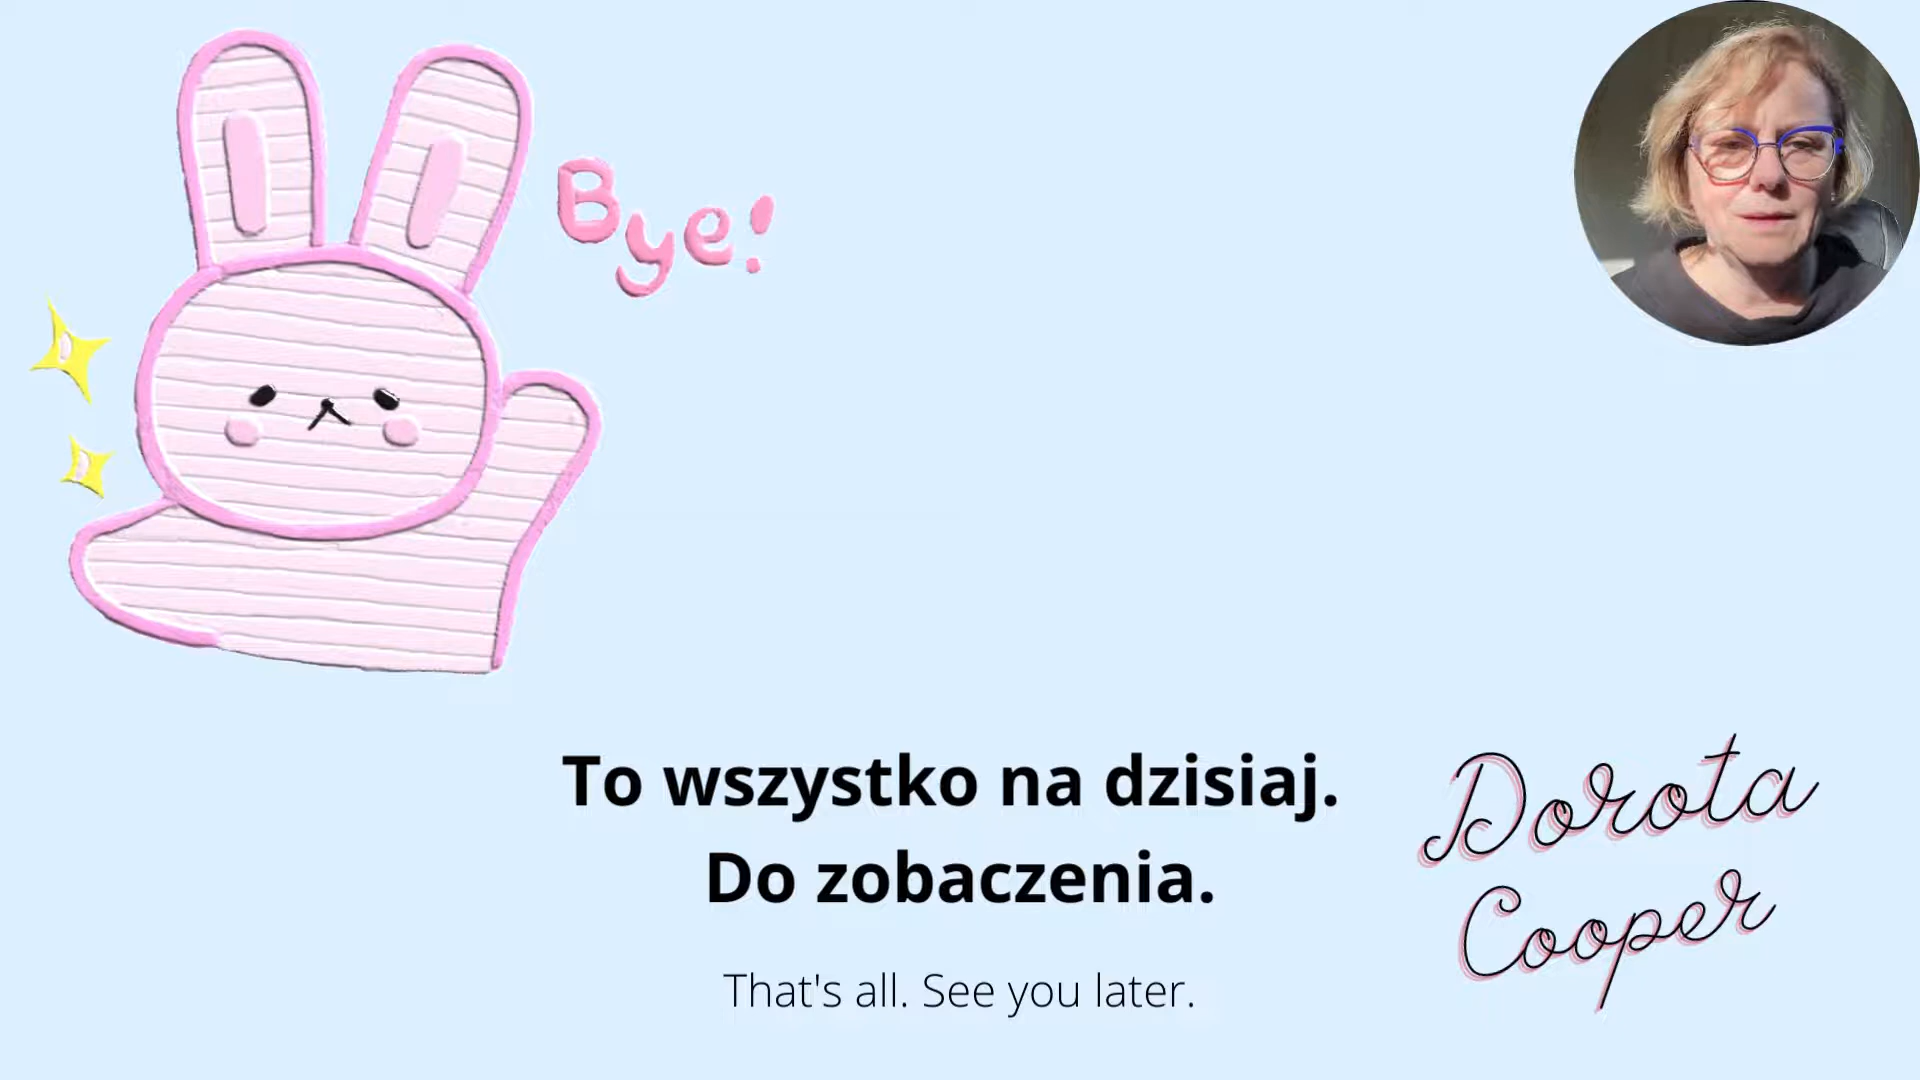 Bye!
To wszystko na dzisiaj.
Do zobaczenia.
That's all. See you later.
Dorota
Cooper